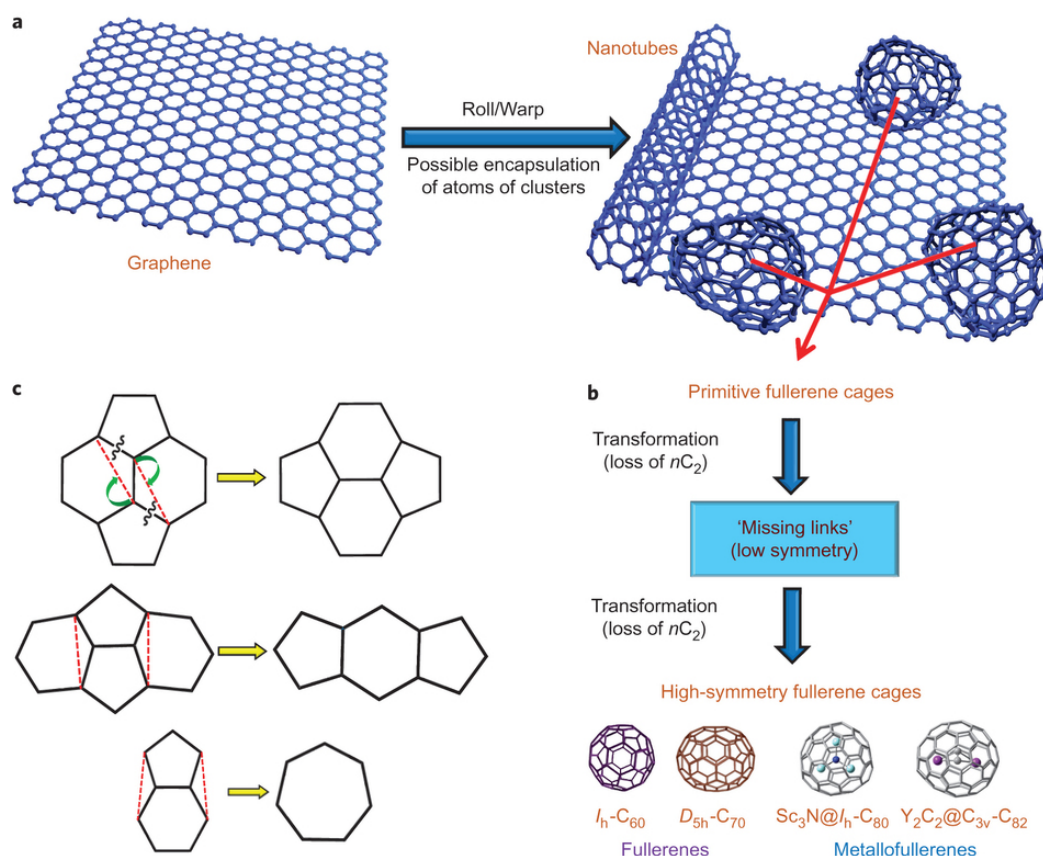 a
Nanotubes
Roll/Warp
Possible encapsulation
of atoms of clusters
Graphene
c
b
Primitive fullerene cages
Transformation
(loss of nC₂)
‘Missing links’
(low symmetry)
Transformation
(loss of nC₂)
High-symmetry fullerene cages
Iₕ-C₆₀ D₅ₕ-C₇₀ Sc₃N@Iₕ-C₈₀ Y₂C₂@C₃ᵥ-C₈₂
Fullerenes Metallofullerenes